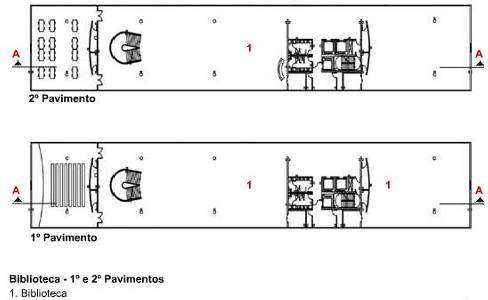 1
A A
2º Pavimento
1 1
A A
1º Pavimento
Biblioteca - 1º e 2º Pavimentos
1. Biblioteca